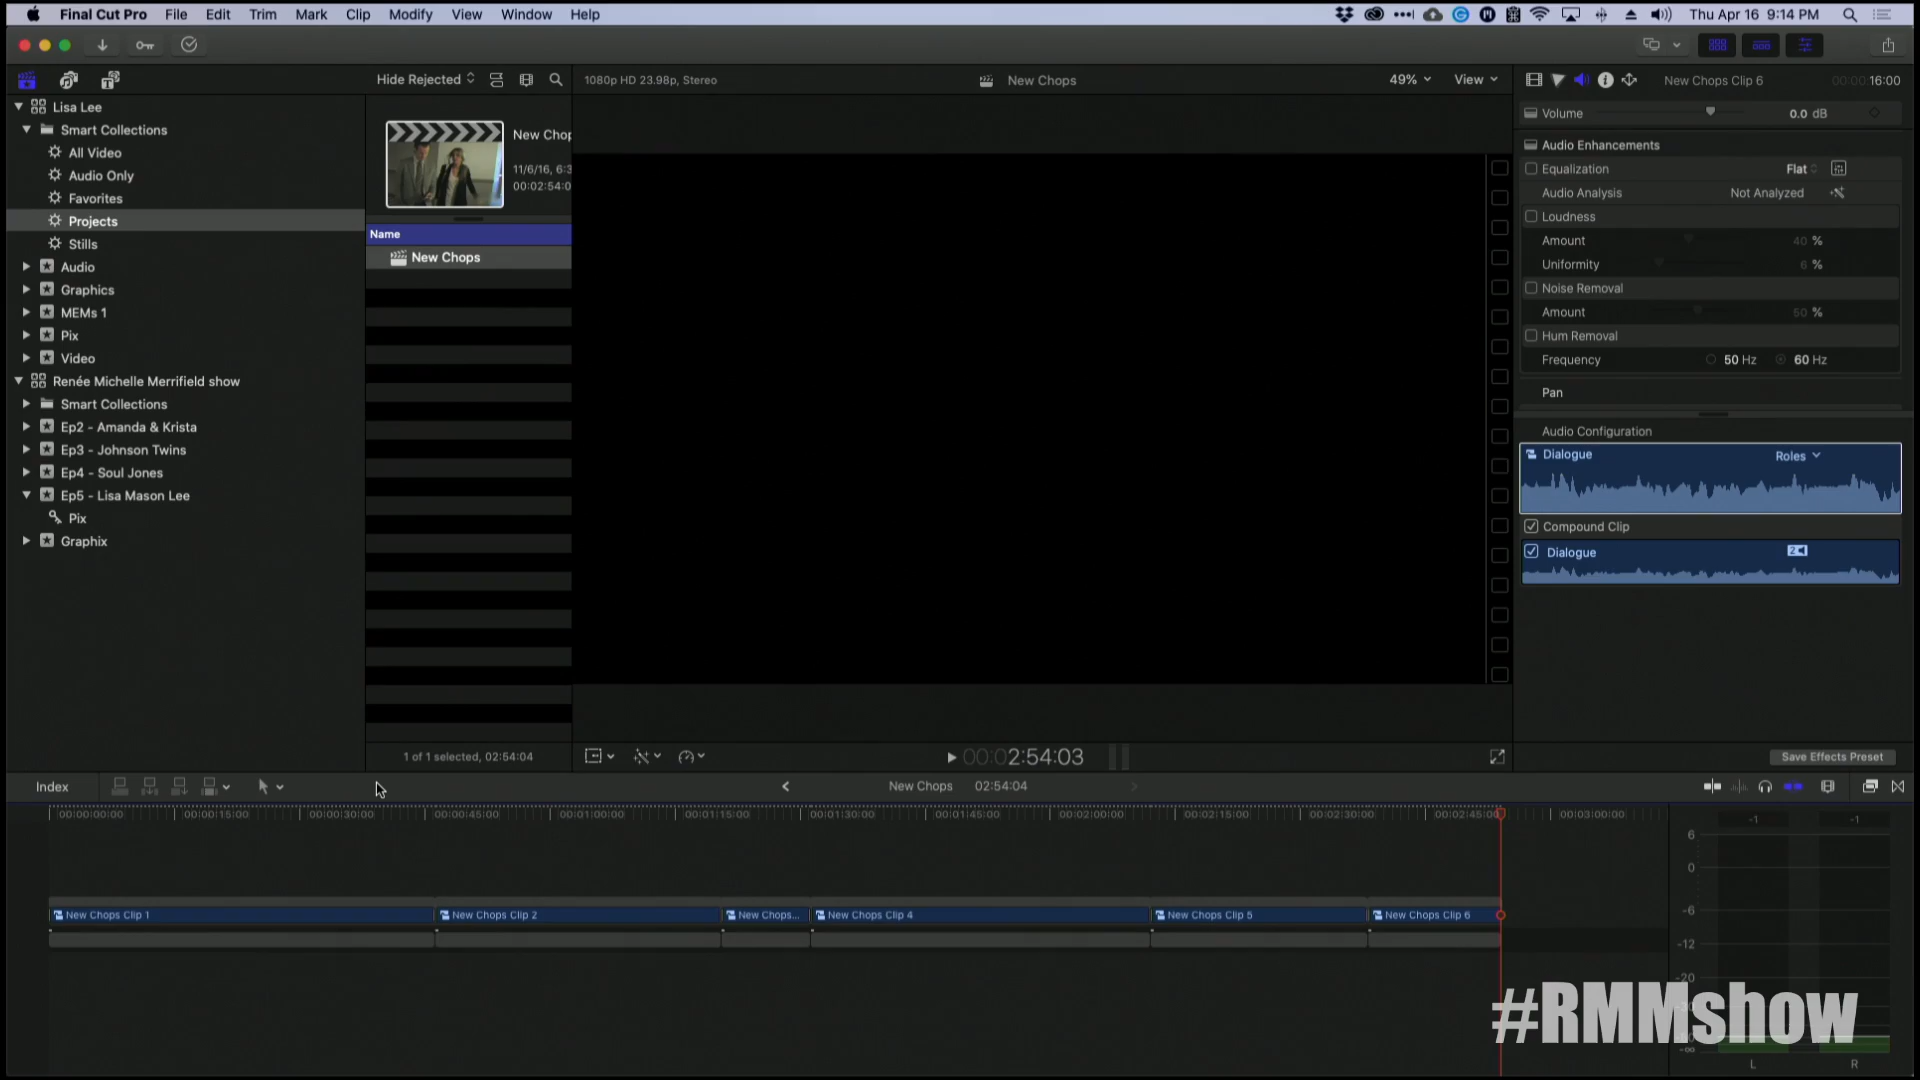 Final Cut Pro File Edit Trim Mark Clip Modify View Window Help
Thu Apr 16 9:14 PM
Hide Rejected
1080p HD 23.98p, Stereo
New Chops
49%
View
New Chops Clip 6
00:00:16:00
Lisa Lee
Smart Collections
All Video
Audio Only
Favorites
Projects
Stills
Audio
Graphics
MEMs 1
Pix
Video
Renée Michelle Merrifield show
Smart Collections
Ep2 - Amanda & Krista
Ep3 - Johnson Twins
Ep4 - Soul Jones
Ep5 - Lisa Mason Lee
Pix
Graphix
New Chop
11/6/16, 6:3
00:02:54:0
Name
New Chops
1 of 1 selected, 02:54:04
00:02:54:03
Volume 0.0 dB
Audio Enhancements
Equalization Flat
Audio Analysis Not Analyzed
Loudness
Amount 40 %
Uniformity 6 %
Noise Removal
Amount 50 %
Hum Removal
Frequency 50 Hz 60 Hz
Pan
Audio Configuration
Dialogue Roles
Compound Clip
Dialogue 2
Save Effects Preset
Index
New Chops 02:54:04
00:00:00:00 00:00:15:00 00:00:30:00 00:00:45:00 00:01:00:00 00:01:15:00 00:01:30:00 00:01:45:00 00:02:00:00 00:02:15:00 00:02:30:00 00:02:45:00 00:03:00:00
New Chops Clip 1
New Chops Clip 2
New Chops...
New Chops Clip 4
New Chops Clip 5
New Chops Clip 6
-1 -1
6
0
-6
-12
-20
-∞
L R
#RMMshow